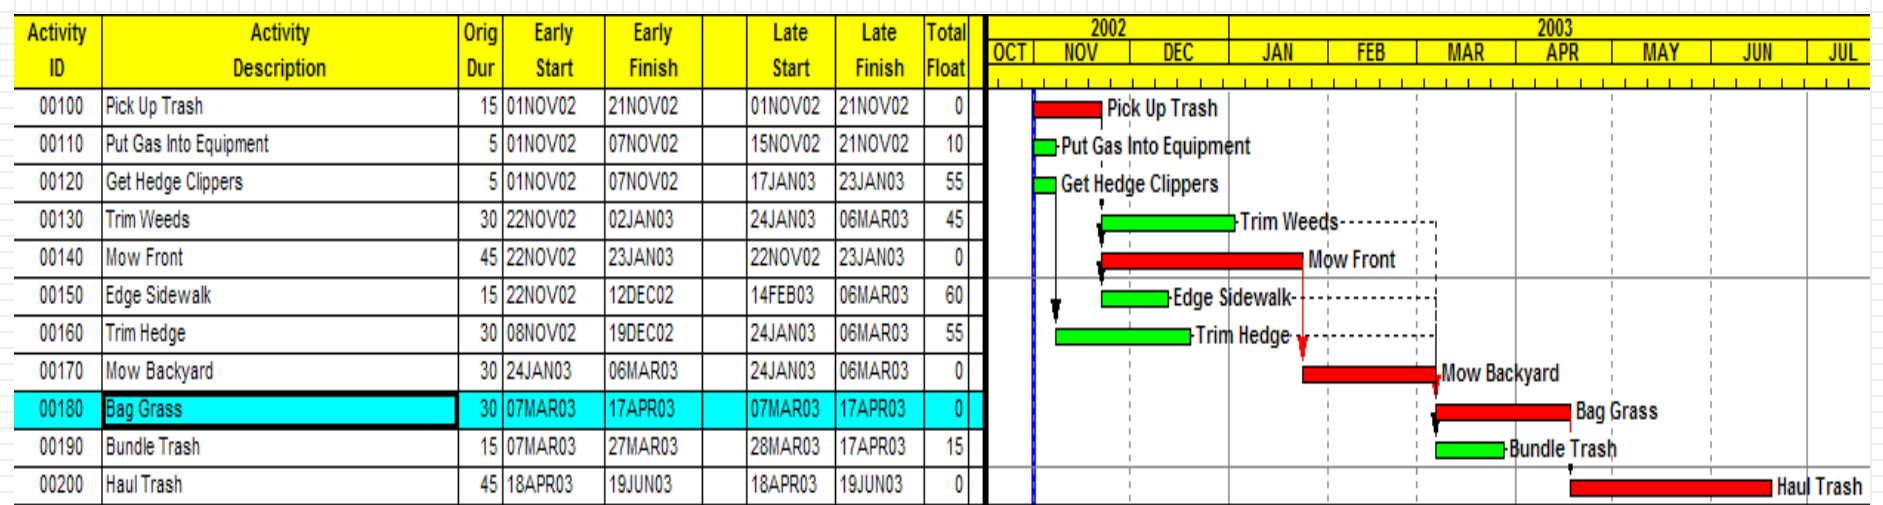 Activity ID Activity Description Orig Dur Early Start Early Finish Late Start Late Finish Total Float
2002 2003
OCT NOV DEC JAN FEB MAR APR MAY JUN JUL
00100 Pick Up Trash 15 01NOV02 21NOV02 01NOV02 21NOV02 0 Pick Up Trash
00110 Put Gas Into Equipment 5 01NOV02 07NOV02 15NOV02 21NOV02 10 Put Gas Into Equipment
00120 Get Hedge Clippers 5 01NOV02 07NOV02 17JAN03 23JAN03 55 Get Hedge Clippers
00130 Trim Weeds 30 22NOV02 02JAN03 24JAN03 06MAR03 45 Trim Weeds
00140 Mow Front 45 22NOV02 23JAN03 22NOV02 23JAN03 0 Mow Front
00150 Edge Sidewalk 15 22NOV02 12DEC02 14FEB03 06MAR03 60 Edge Sidewalk
00160 Trim Hedge 30 08NOV02 19DEC02 24JAN03 06MAR03 55 Trim Hedge
00170 Mow Backyard 30 24JAN03 06MAR03 24JAN03 06MAR03 0 Mow Backyard
00180 Bag Grass 30 07MAR03 17APR03 07MAR03 17APR03 0 Bag Grass
00190 Bundle Trash 15 07MAR03 27MAR03 28MAR03 17APR03 15 Bundle Trash
00200 Haul Trash 45 18APR03 19JUN03 18APR03 19JUN03 0 Haul Trash